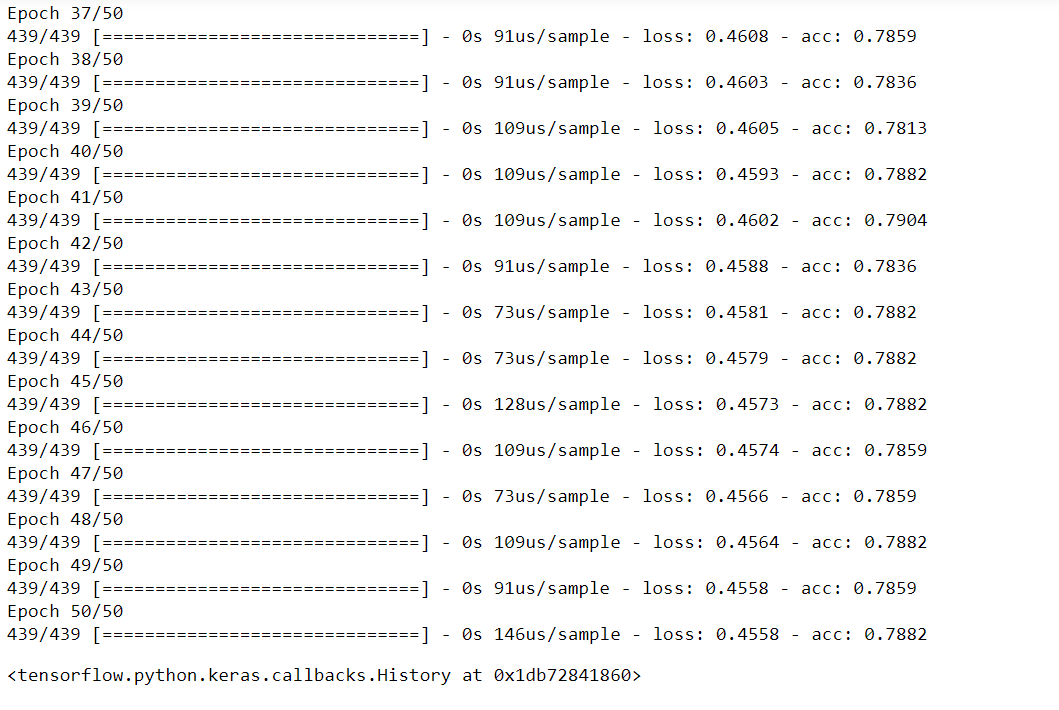 Epoch 37/50
439/439 [==============================] - 0s 91us/sample - loss: 0.4608 - acc: 0.7859
Epoch 38/50
439/439 [==============================] - 0s 91us/sample - loss: 0.4603 - acc: 0.7836
Epoch 39/50
439/439 [==============================] - 0s 109us/sample - loss: 0.4605 - acc: 0.7813
Epoch 40/50
439/439 [==============================] - 0s 109us/sample - loss: 0.4593 - acc: 0.7882
Epoch 41/50
439/439 [==============================] - 0s 109us/sample - loss: 0.4602 - acc: 0.7904
Epoch 42/50
439/439 [==============================] - 0s 91us/sample - loss: 0.4588 - acc: 0.7836
Epoch 43/50
439/439 [==============================] - 0s 73us/sample - loss: 0.4581 - acc: 0.7882
Epoch 44/50
439/439 [==============================] - 0s 73us/sample - loss: 0.4579 - acc: 0.7882
Epoch 45/50
439/439 [==============================] - 0s 128us/sample - loss: 0.4573 - acc: 0.7882
Epoch 46/50
439/439 [==============================] - 0s 109us/sample - loss: 0.4574 - acc: 0.7859
Epoch 47/50
439/439 [==============================] - 0s 73us/sample - loss: 0.4566 - acc: 0.7859
Epoch 48/50
439/439 [==============================] - 0s 109us/sample - loss: 0.4564 - acc: 0.7882
Epoch 49/50
439/439 [==============================] - 0s 91us/sample - loss: 0.4558 - acc: 0.7859
Epoch 50/50
439/439 [==============================] - 0s 146us/sample - loss: 0.4558 - acc: 0.7882
<tensorflow.python.keras.callbacks.History at 0x1db72841860>